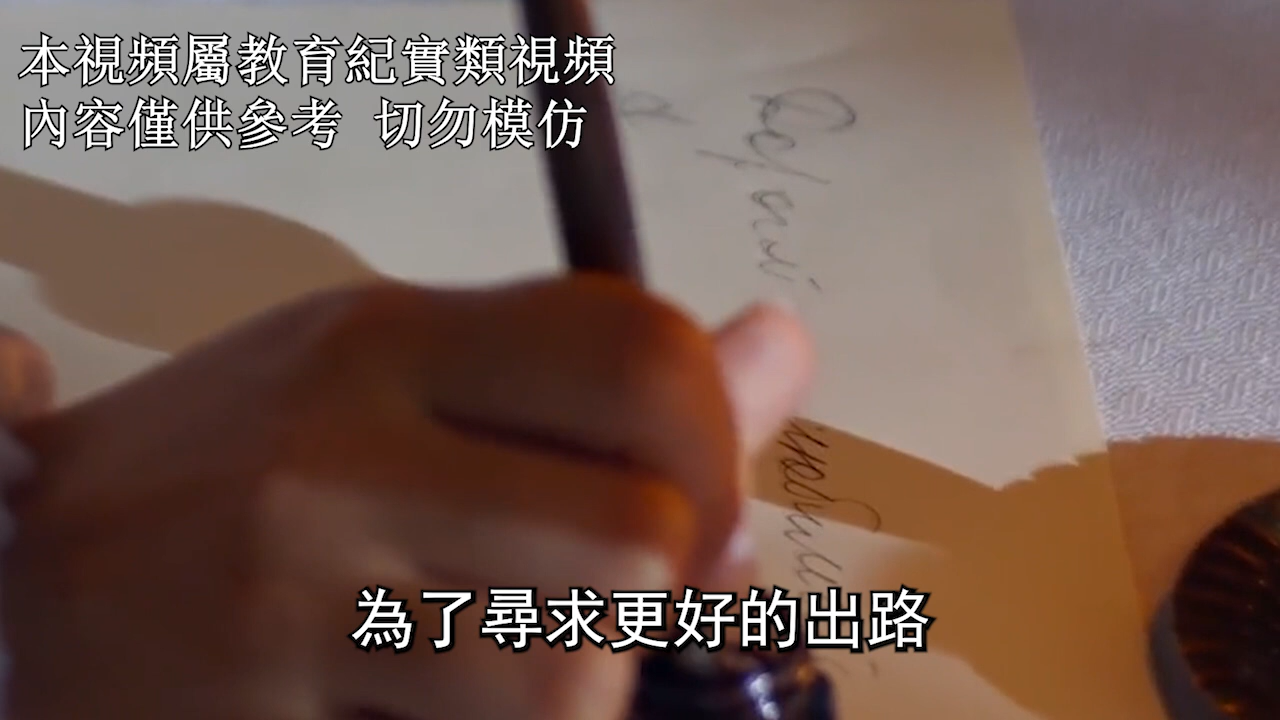 本視頻屬教育紀實類視頻
內容僅供參考 切勿模仿
為了尋求更好的出路